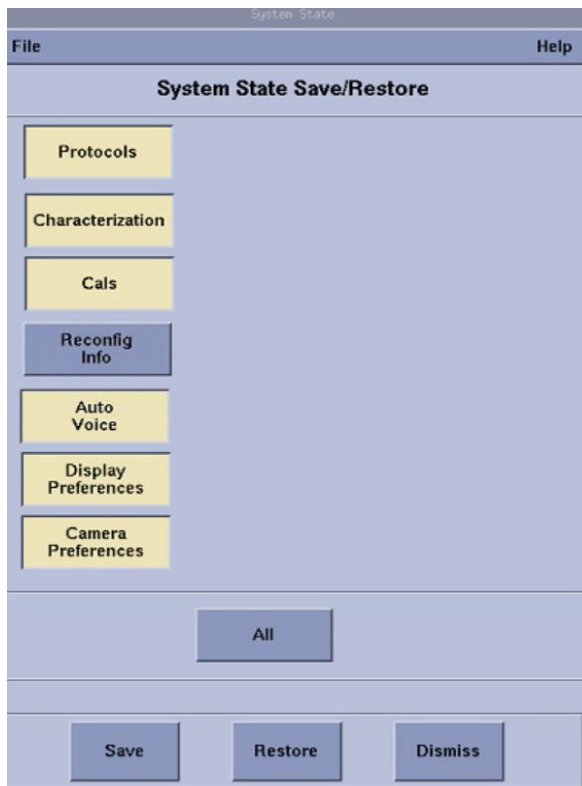 System State
File Help
System State Save/Restore
Protocols
Characterization
Cals
Reconfig
Info
Auto
Voice
Display
Preferences
Camera
Preferences
All
Save Restore Dismiss